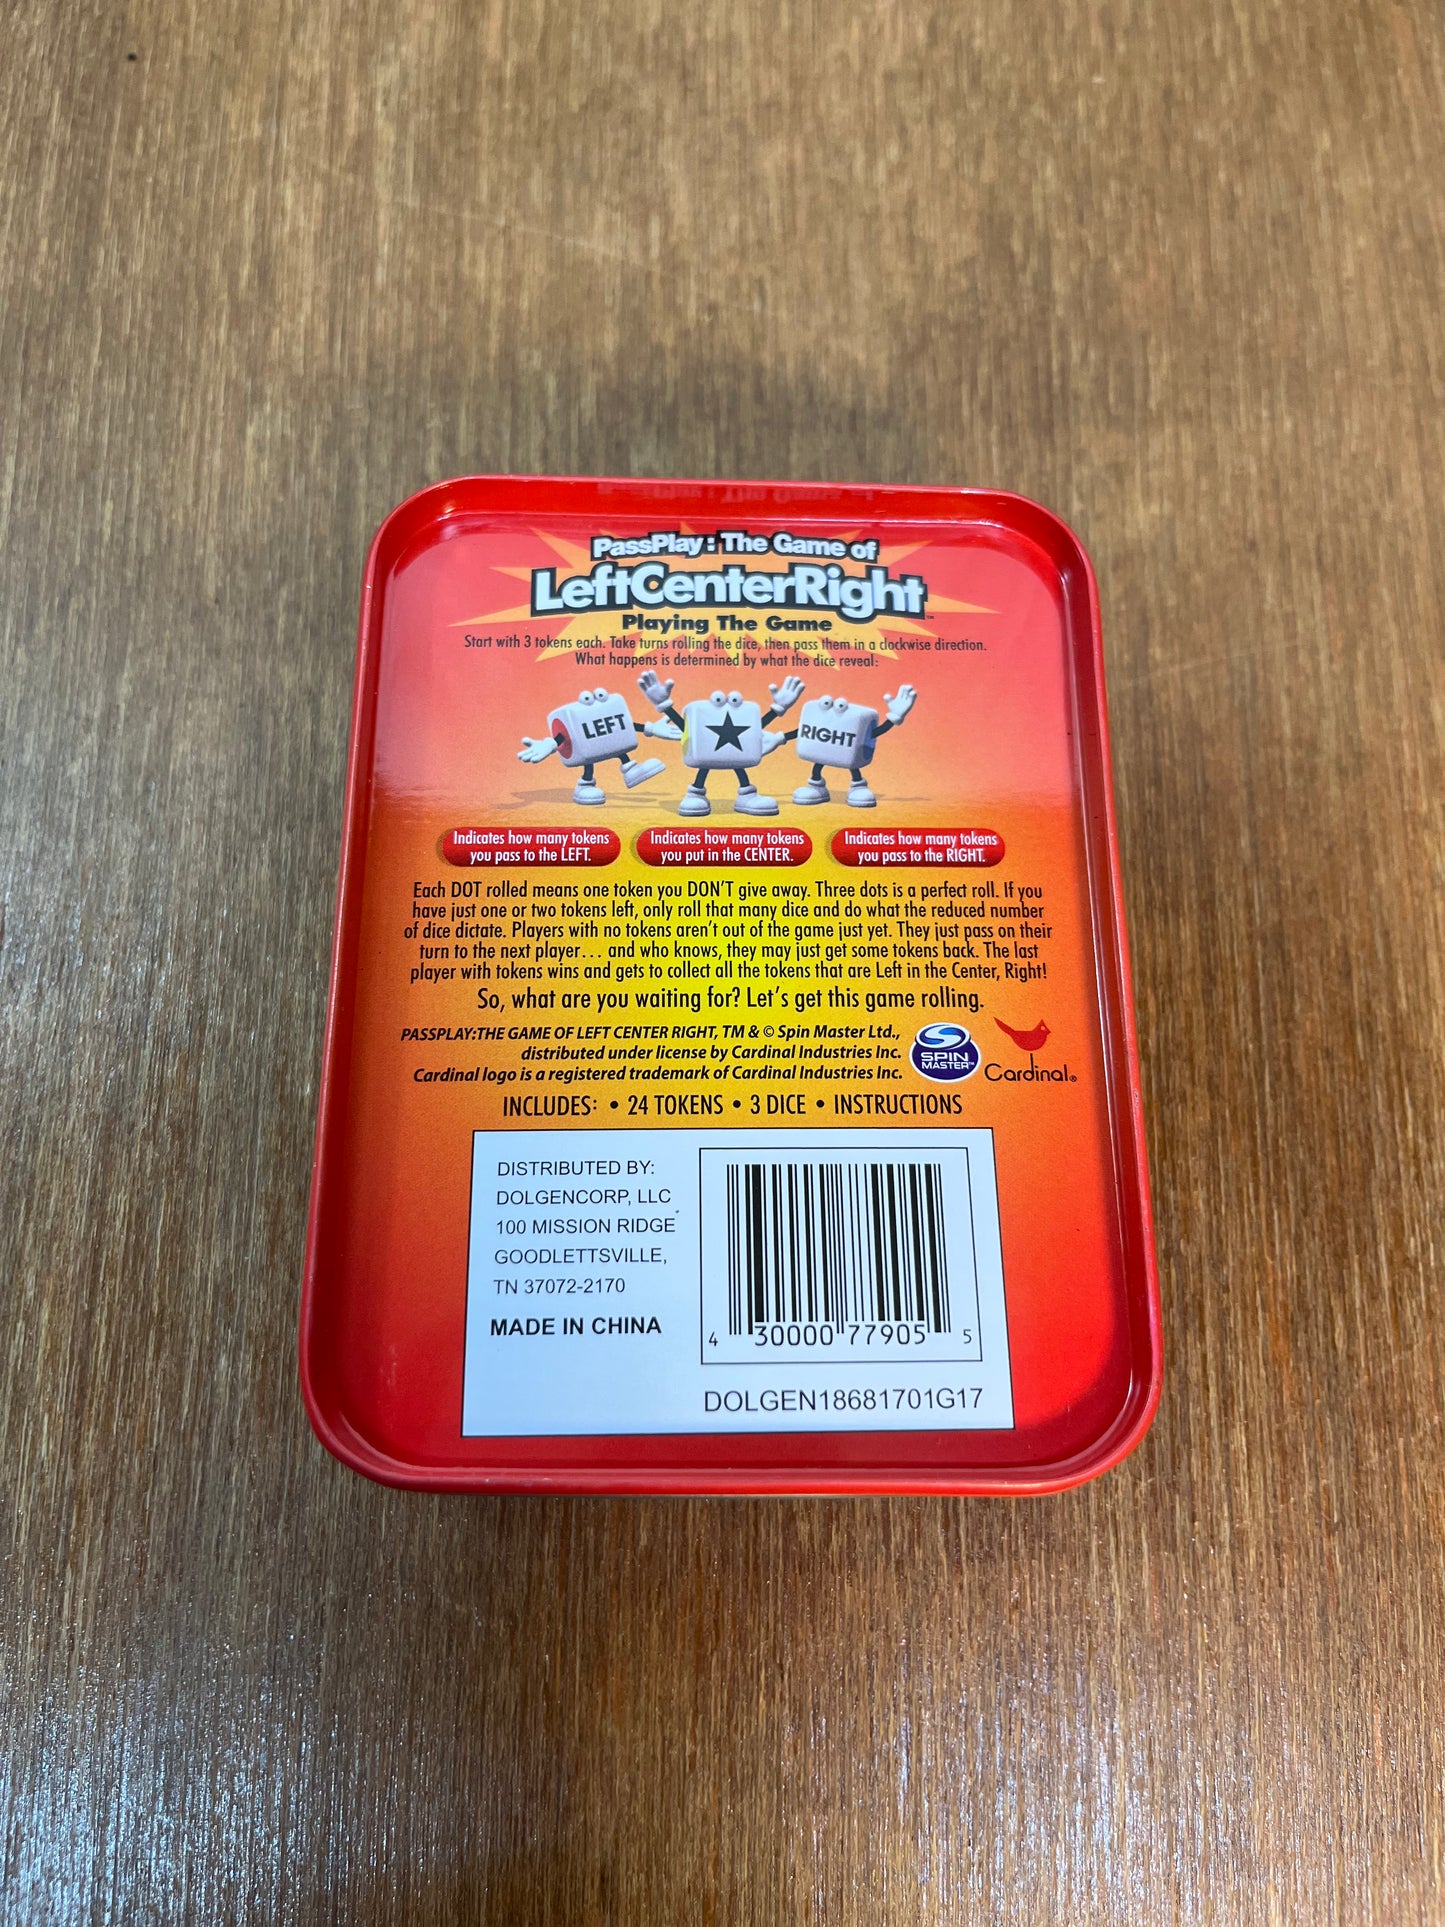 PassPlay: The Game of
LeftCenterRight™
Playing The Game
Start with 3 tokens each. Take turns rolling the dice, then pass them in a clockwise direction.
What happens is determined by what the dice reveal:
LEFT
RIGHT
Indicates how many tokens
you pass to the LEFT.
Indicates how many tokens
you put in the CENTER.
Indicates how many tokens
you pass to the RIGHT.
Each DOT rolled means one token you DON'T give away. Three dots is a perfect roll. If you
have just one or two tokens left, only roll that many dice and do what the reduced number
of dice dictate. Players with no tokens aren't out of the game just yet. They just pass on their
turn to the next player... and who knows, they may just get some tokens back. The last
player with tokens wins and gets to collect all the tokens that are Left in the Center, Right!
So, what are you waiting for? Let's get this game rolling.
PASSPLAY:THE GAME OF LEFT CENTER RIGHT, TM & © Spin Master Ltd.,
distributed under license by Cardinal Industries Inc.
Cardinal logo is a registered trademark of Cardinal Industries Inc.
SPIN
MASTER™
Cardinal®
INCLUDES: • 24 TOKENS • 3 DICE • INSTRUCTIONS
DISTRIBUTED BY:
DOLGENCORP, LLC
100 MISSION RIDGE
GOODLETTSVILLE,
TN 37072-2170
MADE IN CHINA
4 30000 77905 5
DOLGEN18681701G17